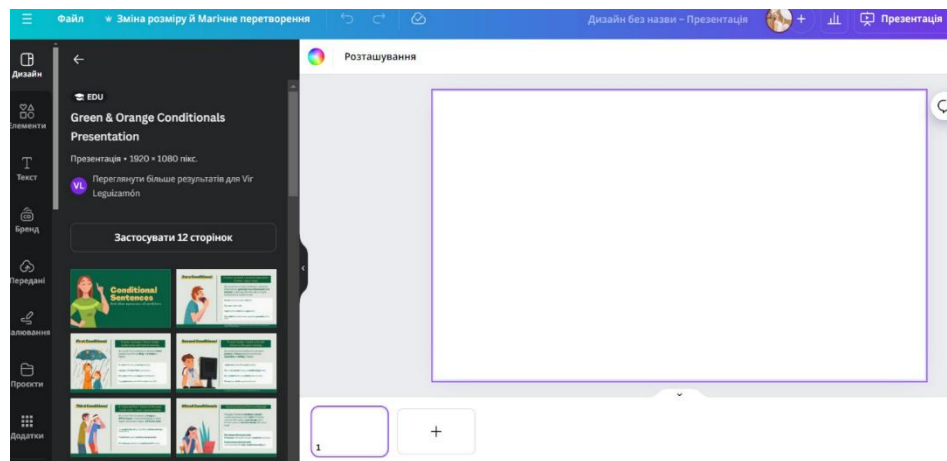 Файл
Зміна розміру й Магічне перетворення
Дизайн без назви – Презентація
Презентація
Розташування
Дизайн
Елементи
Текст
Бренд
Передані
алювання
Проєкти
Додатки
EDU
Green & Orange Conditionals
Presentation
Презентація • 1920 × 1080 пікс.
VL
Переглянути більше результатів для Vir
Leguizamón
Застосувати 12 сторінок
Conditional
Sentences
Zero Conditional
First Conditional
Second Conditional
Third Conditional
Mixed Conditionals
1